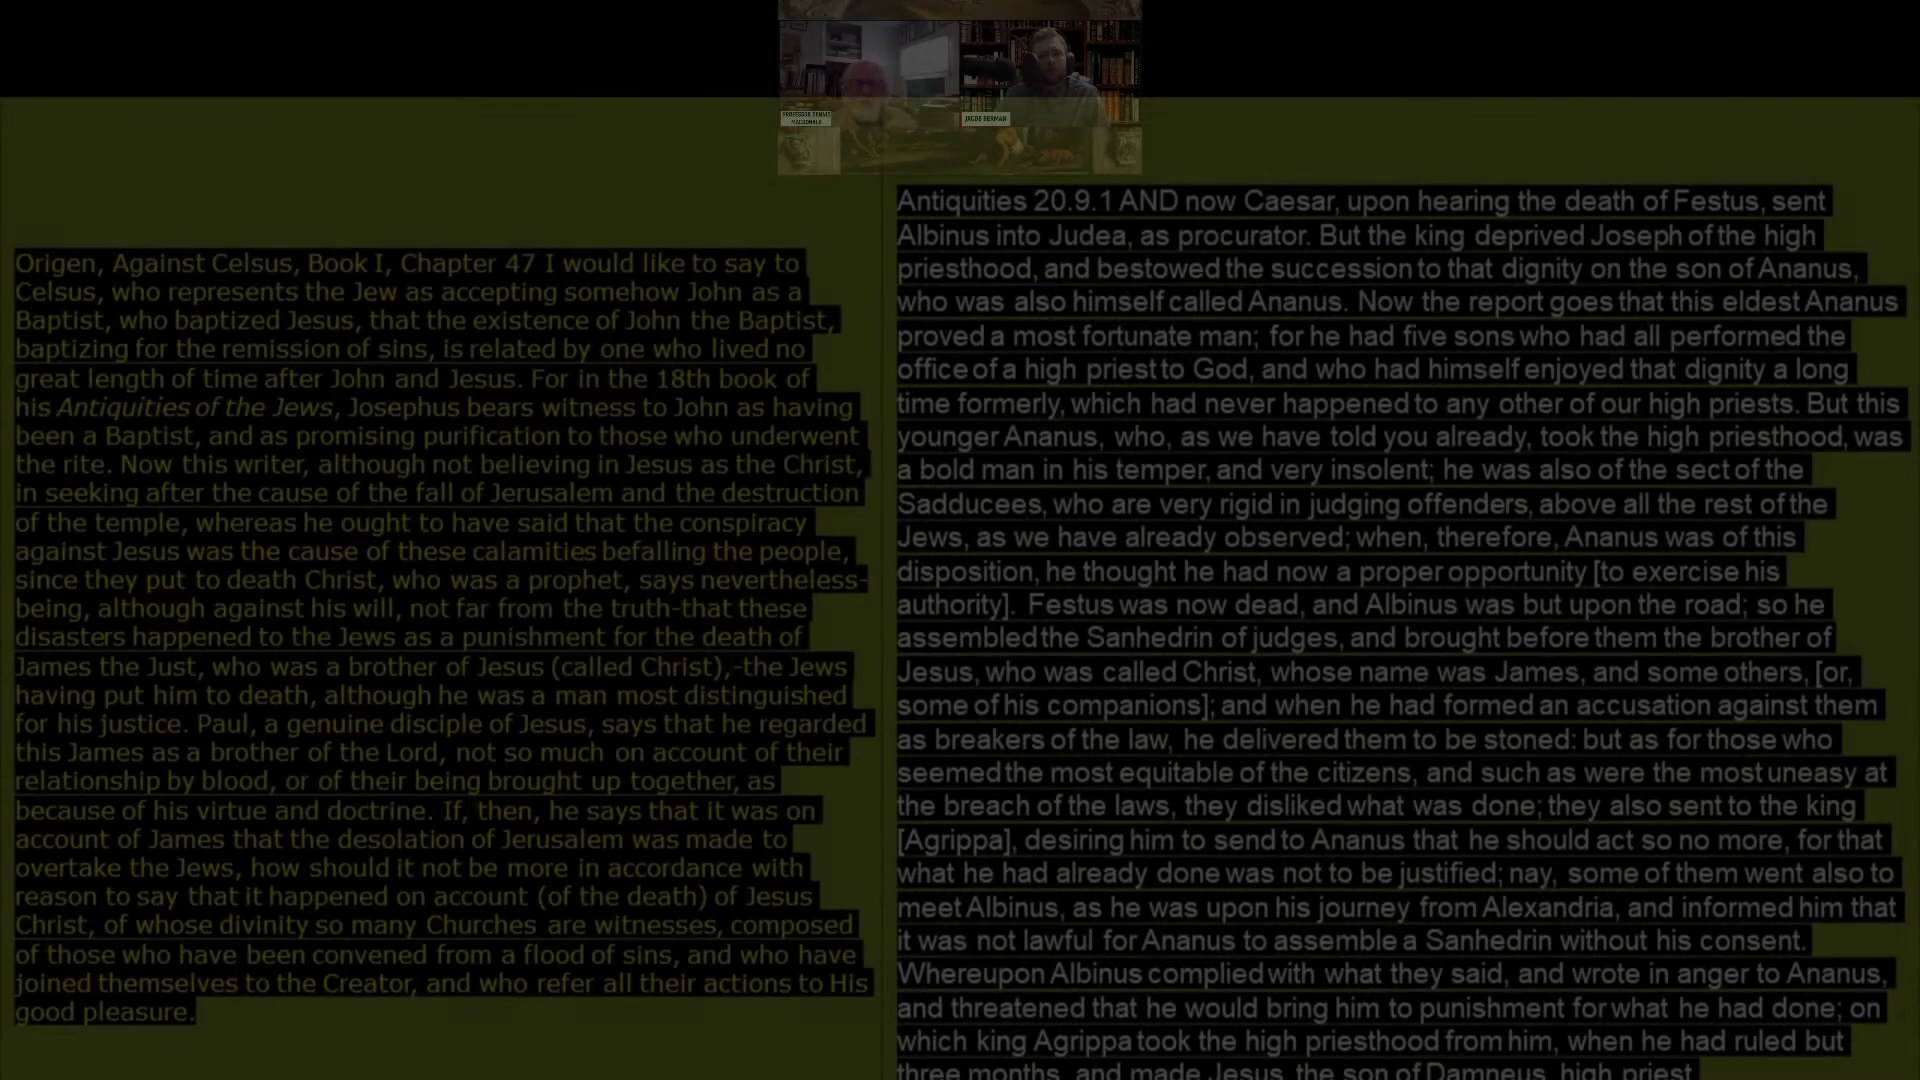 PROFESSOR DENNIS
MACDONALD
JACOB BERMAN
Origen, Against Celsus, Book I, Chapter 47 I would like to say to
Celsus, who represents the Jew as accepting somehow John as a
Baptist, who baptized Jesus, that the existence of John the Baptist,
baptizing for the remission of sins, is related by one who lived no
great length of time after John and Jesus. For in the 18th book of
his Antiquities of the Jews, Josephus bears witness to John as having
been a Baptist, and as promising purification to those who underwent
the rite. Now this writer, although not believing in Jesus as the Christ,
in seeking after the cause of the fall of Jerusalem and the destruction
of the temple, whereas he ought to have said that the conspiracy
against Jesus was the cause of these calamities befalling the people,
since they put to death Christ, who was a prophet, says nevertheless-
being, although against his will, not far from the truth-that these
disasters happened to the Jews as a punishment for the death of
James the Just, who was a brother of Jesus (called Christ),-the Jews
having put him to death, although he was a man most distinguished
for his justice. Paul, a genuine disciple of Jesus, says that he regarded
this James as a brother of the Lord, not so much on account of their
relationship by blood, or of their being brought up together, as
because of his virtue and doctrine. If, then, he says that it was on
account of James that the desolation of Jerusalem was made to
overtake the Jews, how should it not be more in accordance with
reason to say that it happened on account (of the death) of Jesus
Christ, of whose divinity so many Churches are witnesses, composed
of those who have been convened from a flood of sins, and who have
joined themselves to the Creator, and who refer all their actions to His
good pleasure.
Antiquities 20.9.1 AND now Caesar, upon hearing the death of Festus, sent
Albinus into Judea, as procurator. But the king deprived Joseph of the high
priesthood, and bestowed the succession to that dignity on the son of Ananus,
who was also himself called Ananus. Now the report goes that this eldest Ananus
proved a most fortunate man; for he had five sons who had all performed the
office of a high priest to God, and who had himself enjoyed that dignity a long
time formerly, which had never happened to any other of our high priests. But this
younger Ananus, who, as we have told you already, took the high priesthood, was
a bold man in his temper, and very insolent; he was also of the sect of the
Sadducees, who are very rigid in judging offenders, above all the rest of the
Jews, as we have already observed; when, therefore, Ananus was of this
disposition, he thought he had now a proper opportunity [to exercise his
authority]. Festus was now dead, and Albinus was but upon the road; so he
assembled the Sanhedrin of judges, and brought before them the brother of
Jesus, who was called Christ, whose name was James, and some others, [or,
some of his companions]; and when he had formed an accusation against them
as breakers of the law, he delivered them to be stoned: but as for those who
seemed the most equitable of the citizens, and such as were the most uneasy at
the breach of the laws, they disliked what was done; they also sent to the king
[Agrippa], desiring him to send to Ananus that he should act so no more, for that
what he had already done was not to be justified; nay, some of them went also to
meet Albinus, as he was upon his journey from Alexandria, and informed him that
it was not lawful for Ananus to assemble a Sanhedrin without his consent.
Whereupon Albinus complied with what they said, and wrote in anger to Ananus,
and threatened that he would bring him to punishment for what he had done; on
which king Agrippa took the high priesthood from him, when he had ruled but
three months, and made Jesus, the son of Damneus, high priest